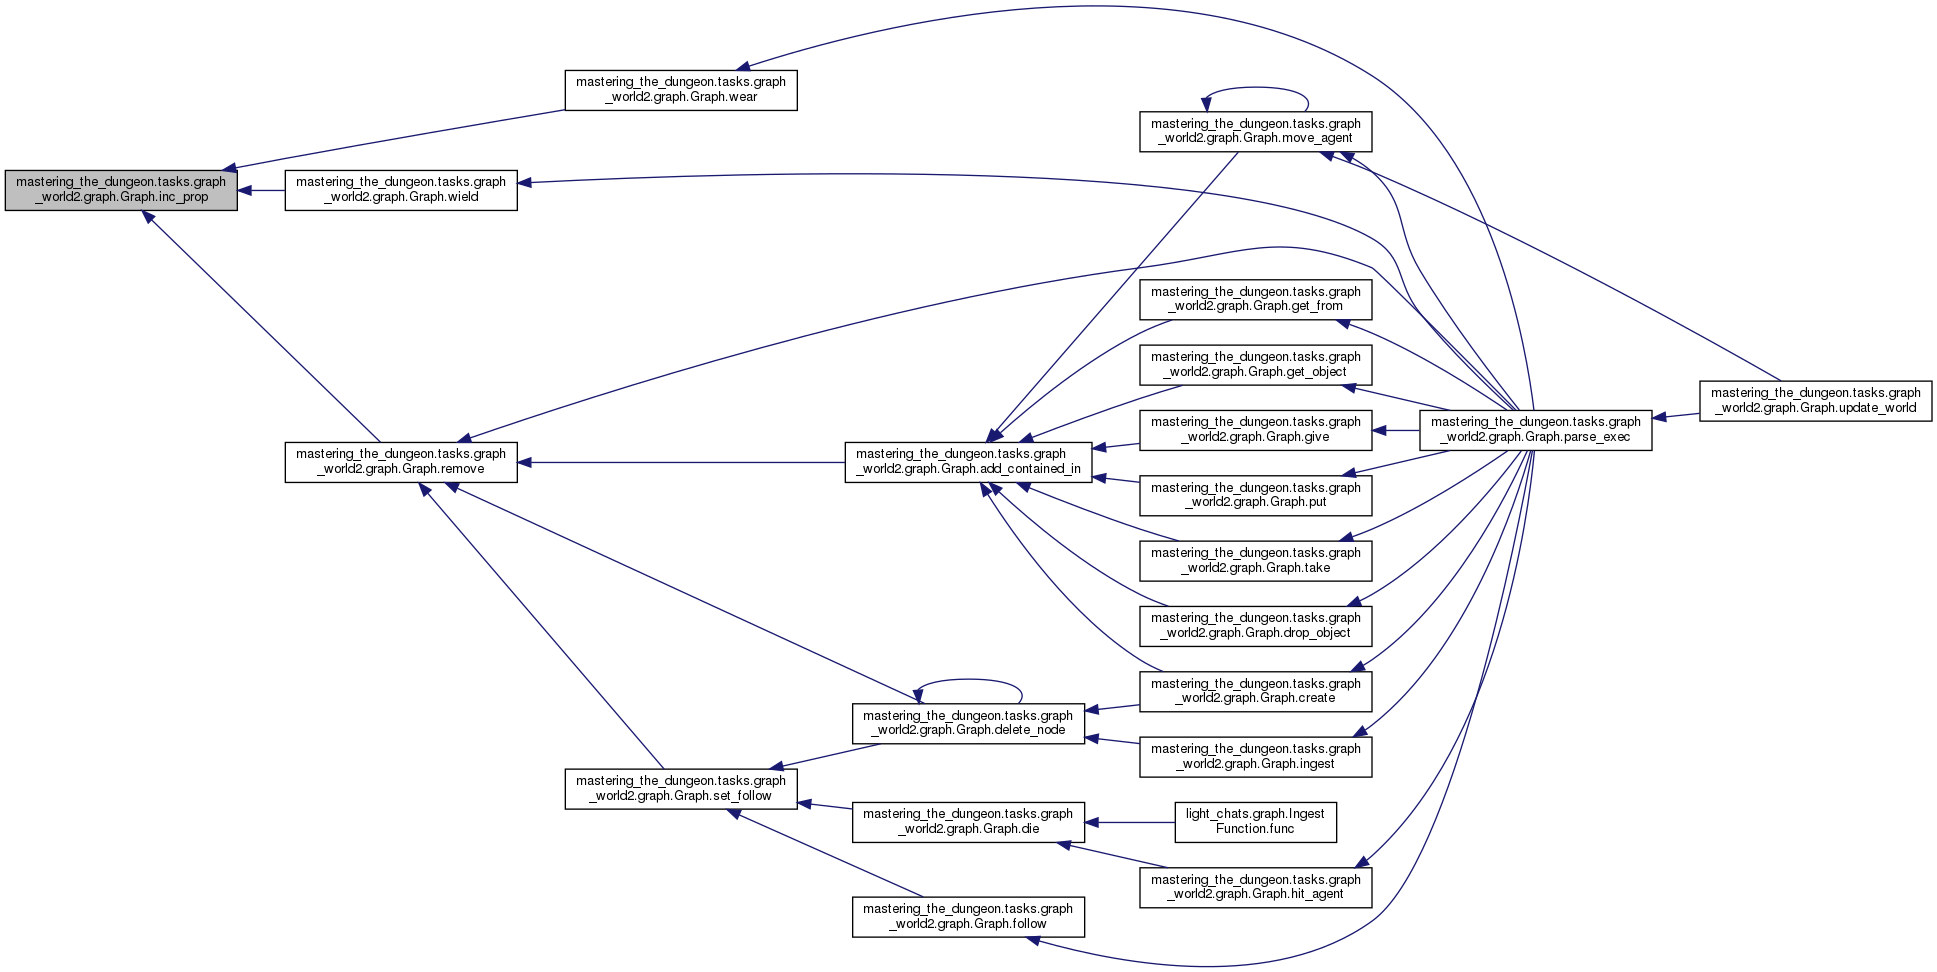 mastering_the_dungeon.tasks.graph
_world2.graph.Graph.inc_prop
mastering_the_dungeon.tasks.graph
_world2.graph.Graph.wear
mastering_the_dungeon.tasks.graph
_world2.graph.Graph.wield
mastering_the_dungeon.tasks.graph
_world2.graph.Graph.remove
mastering_the_dungeon.tasks.graph
_world2.graph.Graph.add_contained_in
mastering_the_dungeon.tasks.graph
_world2.graph.Graph.delete_node
mastering_the_dungeon.tasks.graph
_world2.graph.Graph.set_follow
mastering_the_dungeon.tasks.graph
_world2.graph.Graph.die
mastering_the_dungeon.tasks.graph
_world2.graph.Graph.follow
mastering_the_dungeon.tasks.graph
_world2.graph.Graph.move_agent
mastering_the_dungeon.tasks.graph
_world2.graph.Graph.get_from
mastering_the_dungeon.tasks.graph
_world2.graph.Graph.get_object
mastering_the_dungeon.tasks.graph
_world2.graph.Graph.give
mastering_the_dungeon.tasks.graph
_world2.graph.Graph.put
mastering_the_dungeon.tasks.graph
_world2.graph.Graph.take
mastering_the_dungeon.tasks.graph
_world2.graph.Graph.drop_object
mastering_the_dungeon.tasks.graph
_world2.graph.Graph.create
mastering_the_dungeon.tasks.graph
_world2.graph.Graph.ingest
light_chats.graph.Ingest
Function.func
mastering_the_dungeon.tasks.graph
_world2.graph.Graph.hit_agent
mastering_the_dungeon.tasks.graph
_world2.graph.Graph.parse_exec
mastering_the_dungeon.tasks.graph
_world2.graph.Graph.update_world